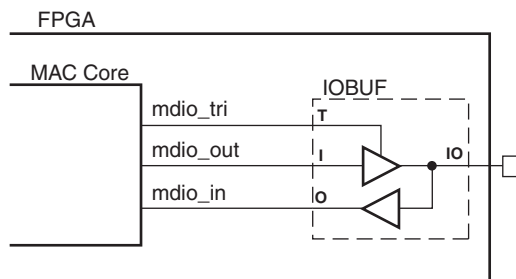 FPGA
MAC Core
IOBUF
mdio_tri
T
mdio_out
I
IO
mdio_in
O